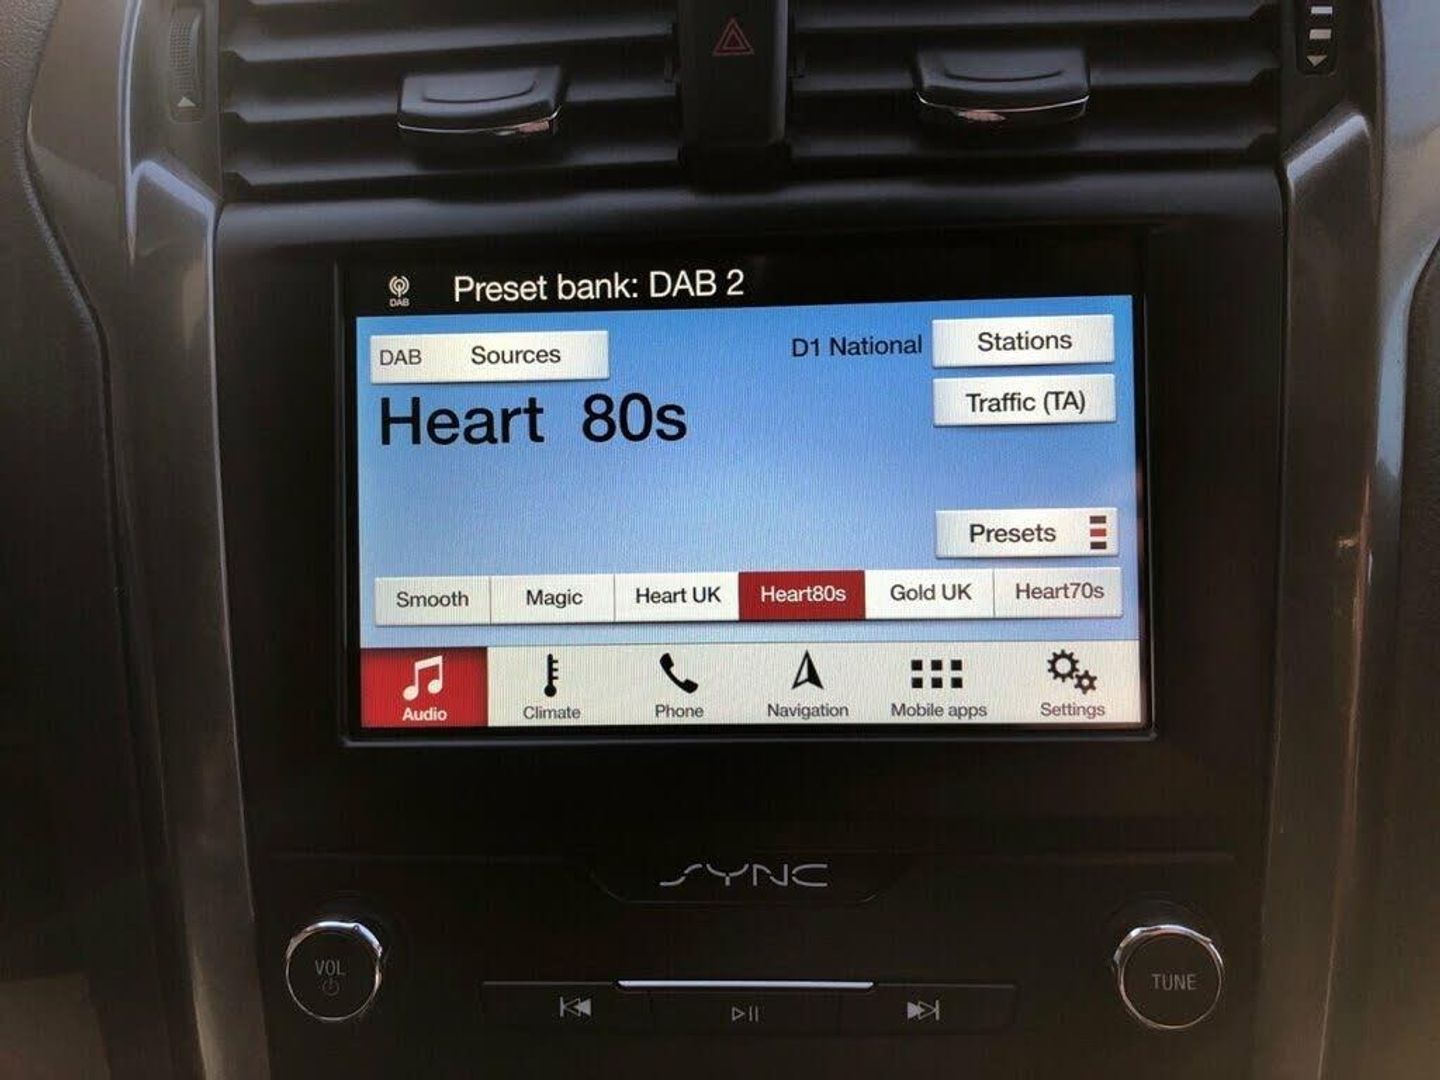 DAB
Preset bank: DAB 2
DAB Sources
D1 National
Stations
Heart 80s
Traffic (TA)
Presets
Smooth
Magic
Heart UK
Heart80s
Gold UK
Heart70s
Audio
Climate
Phone
Navigation
Mobile apps
Settings
SYNC
VOL
TUNE